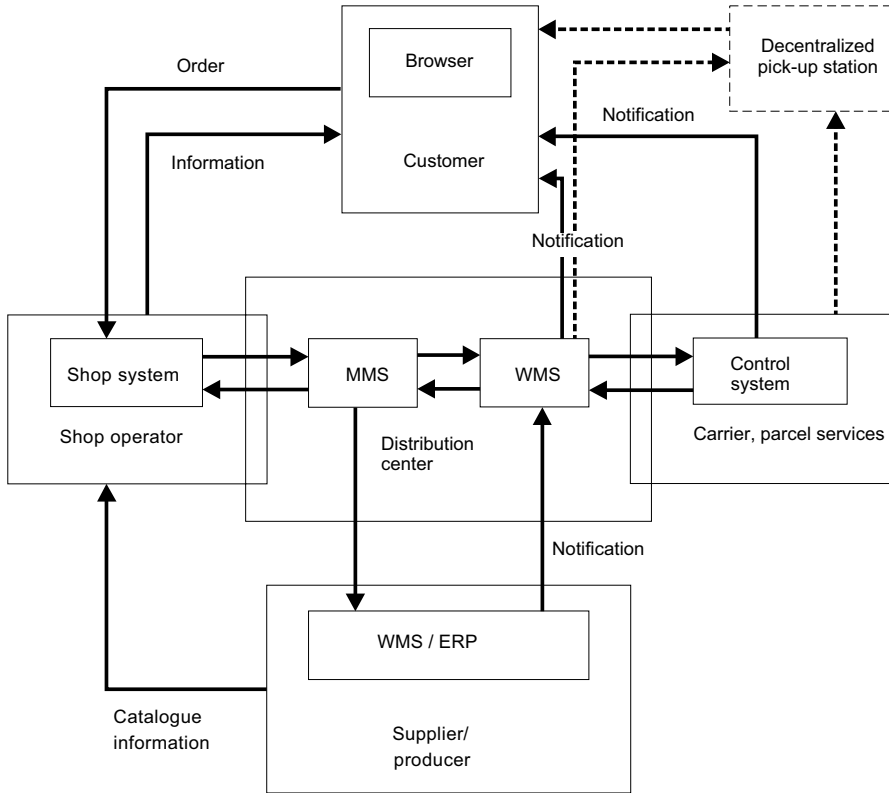 Browser
Decentralized
pick-up station
Order
Notification
Information
Customer
Notification
Shop system
MMS
WMS
Control
system
Shop operator
Distribution
center
Carrier, parcel services
Notification
WMS / ERP
Catalogue
information
Supplier/
producer